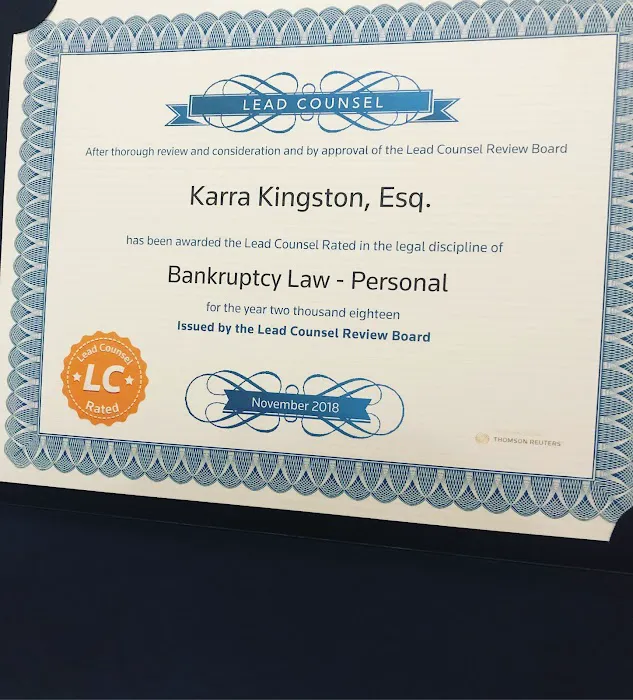 LEAD COUNSEL
After thorough review and consideration and by approval of the Lead Counsel Review Board
Karra Kingston, Esq.
has been awarded the Lead Counsel Rated in the legal discipline of
Bankruptcy Law - Personal
for the year two thousand eighteen
Issued by the Lead Counsel Review Board
Lead Counsel
LC
Rated
November 2018
THOMSON REUTERS